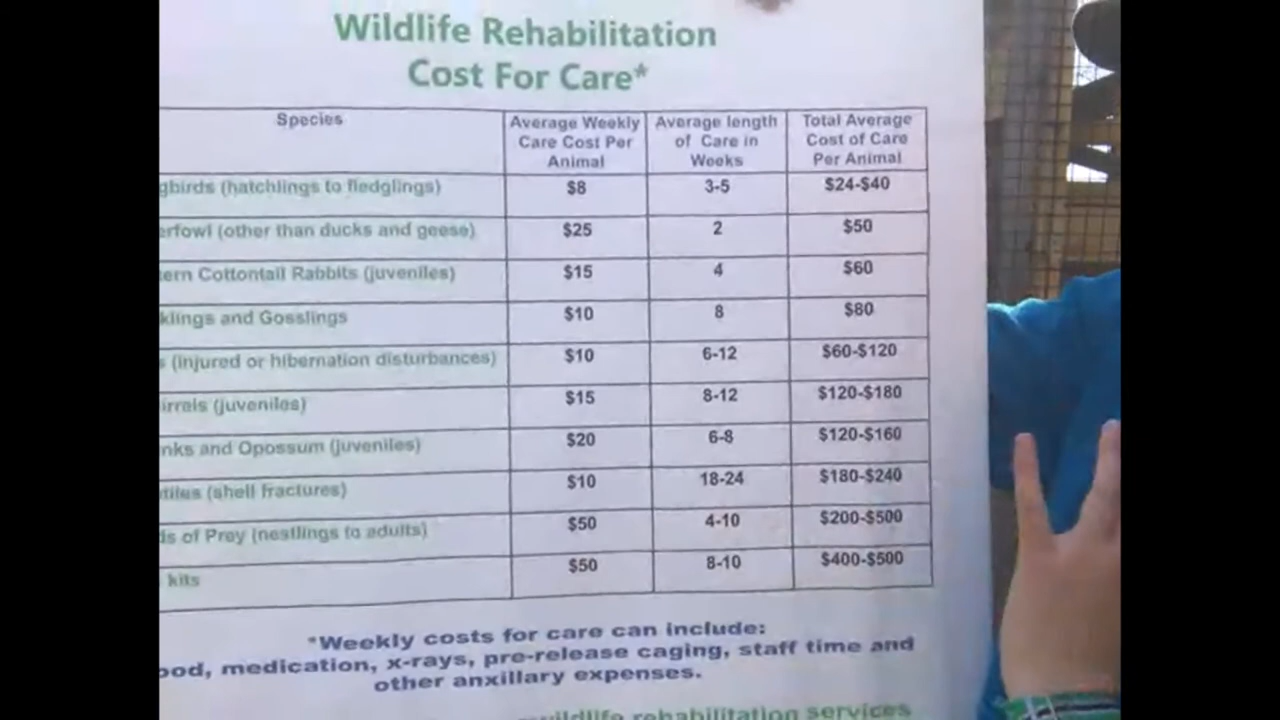 Wildlife Rehabilitation
Cost For Care*
Species
Average Weekly
Care Cost Per
Animal
Average length
of Care in
Weeks
Total Average
Cost of Care
Per Animal
gbirds (hatchlings to fledglings) $8 3-5 $24-$40
erfowl (other than ducks and geese) $25 2 $50
ern Cottontail Rabbits (juveniles) $15 4 $60
klings and Gosslings $10 8 $80
s (injured or hibernation disturbances) $10 6-12 $60-$120
irrels (juveniles) $15 8-12 $120-$180
nks and Opossum (juveniles) $20 6-8 $120-$160
tiles (shell fractures) $10 18-24 $180-$240
ds of Prey (nestlings to adults) $50 4-10 $200-$500
kits $50 8-10 $400-$500
*Weekly costs for care can include:
ood, medication, x-rays, pre-release caging, staff time and
other anxillary expenses.
wildlife rehabilitation services